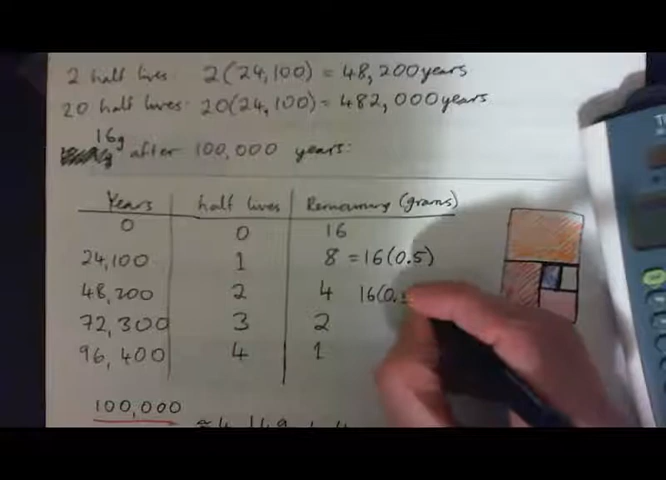 2 half lives: 2(24,100) = 48,200 years
20 half lives: 20(24,100) = 482,000 years
16g
after 100,000 years:
Years half lives Remaining (grams)
0 0 16
24,100 1 8 = 16(0.5)
48,200 2 4 16(0.
72,300 3 2
96,400 4 1
100,000